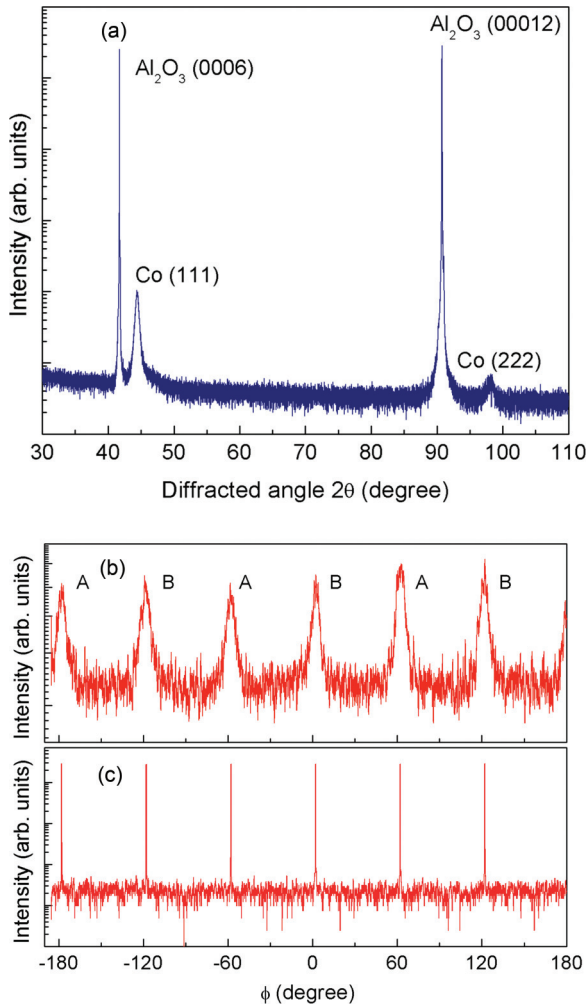 (a)
Al2O3 (00012)
Al2O3 (0006)
Co (111)
Co (222)
Intensity (arb. units)
30 40 50 60 70 80 90 100 110
Diffracted angle 2θ (degree)
(b)
A B A B A B
Intensity (arb. units)
(c)
Intensity (arb. units)
-180 -120 -60 0 60 120 180
ϕ (degree)